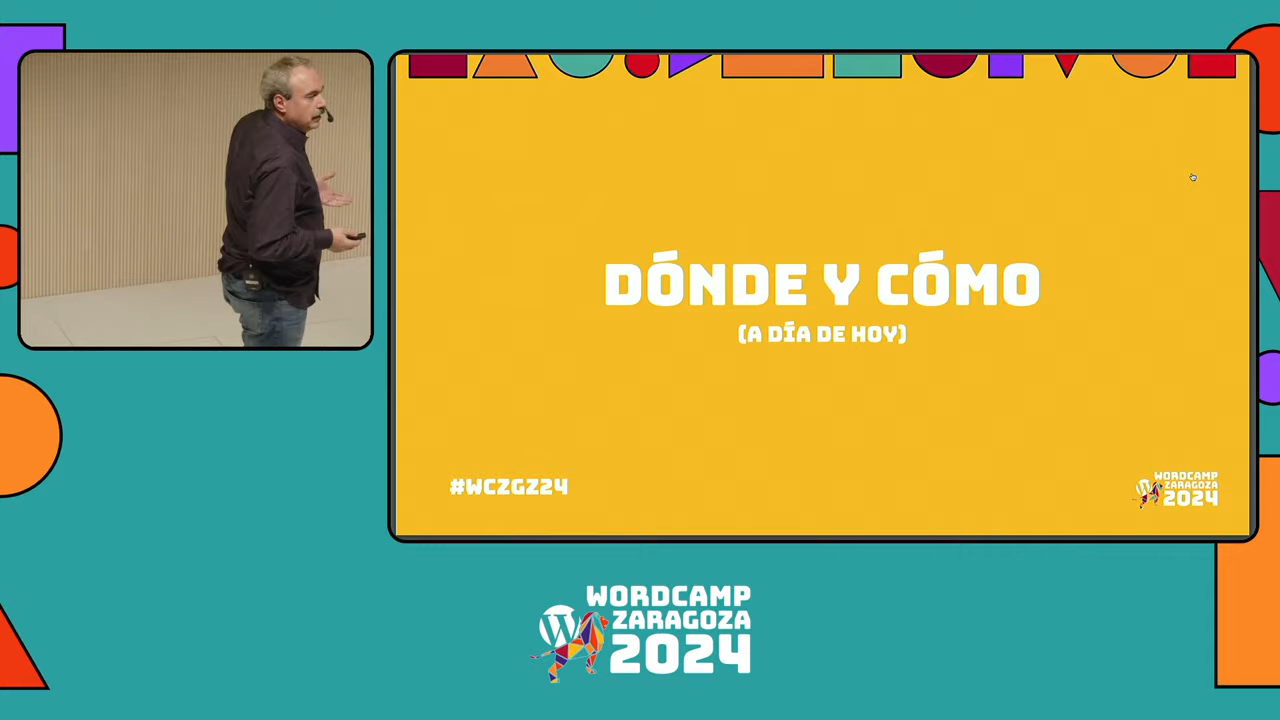 DÓNDE Y CÓMO
(A DÍA DE HOY)
#WCZGZ24
WORDCAMP
ZARAGOZA
2024
WORDCAMP
ZARAGOZA
2024